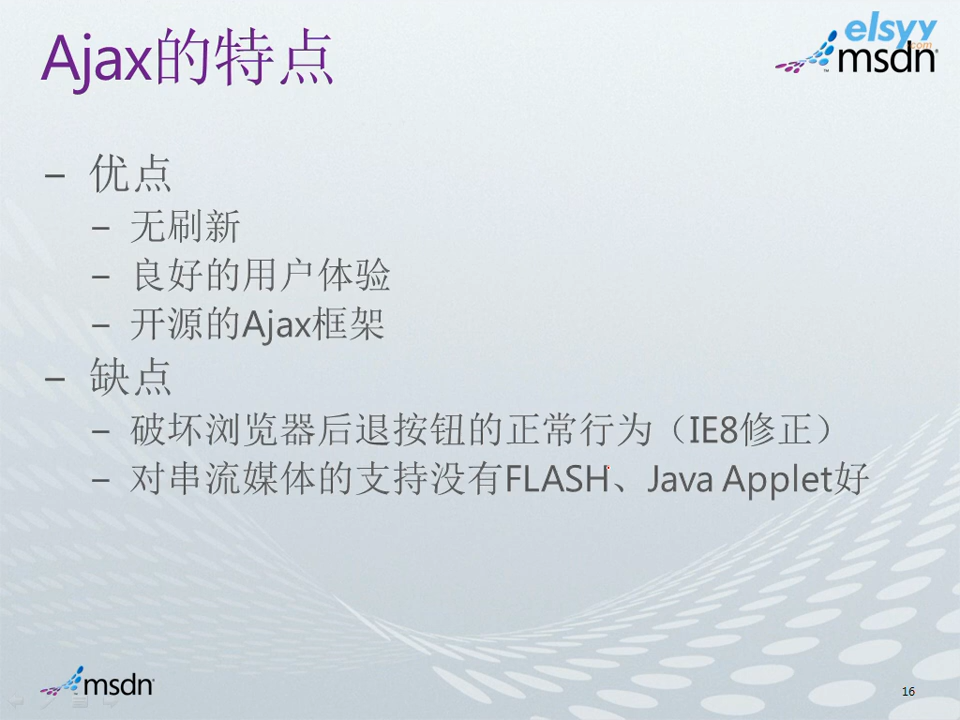 Ajax的特点
elsyy
.com
msdn
– 优点
– 无刷新
– 良好的用户体验
– 开源的Ajax框架
– 缺点
– 破坏浏览器后退按钮的正常行为（IE8修正）
– 对串流媒体的支持没有FLASH、Java Applet好
msdn
16